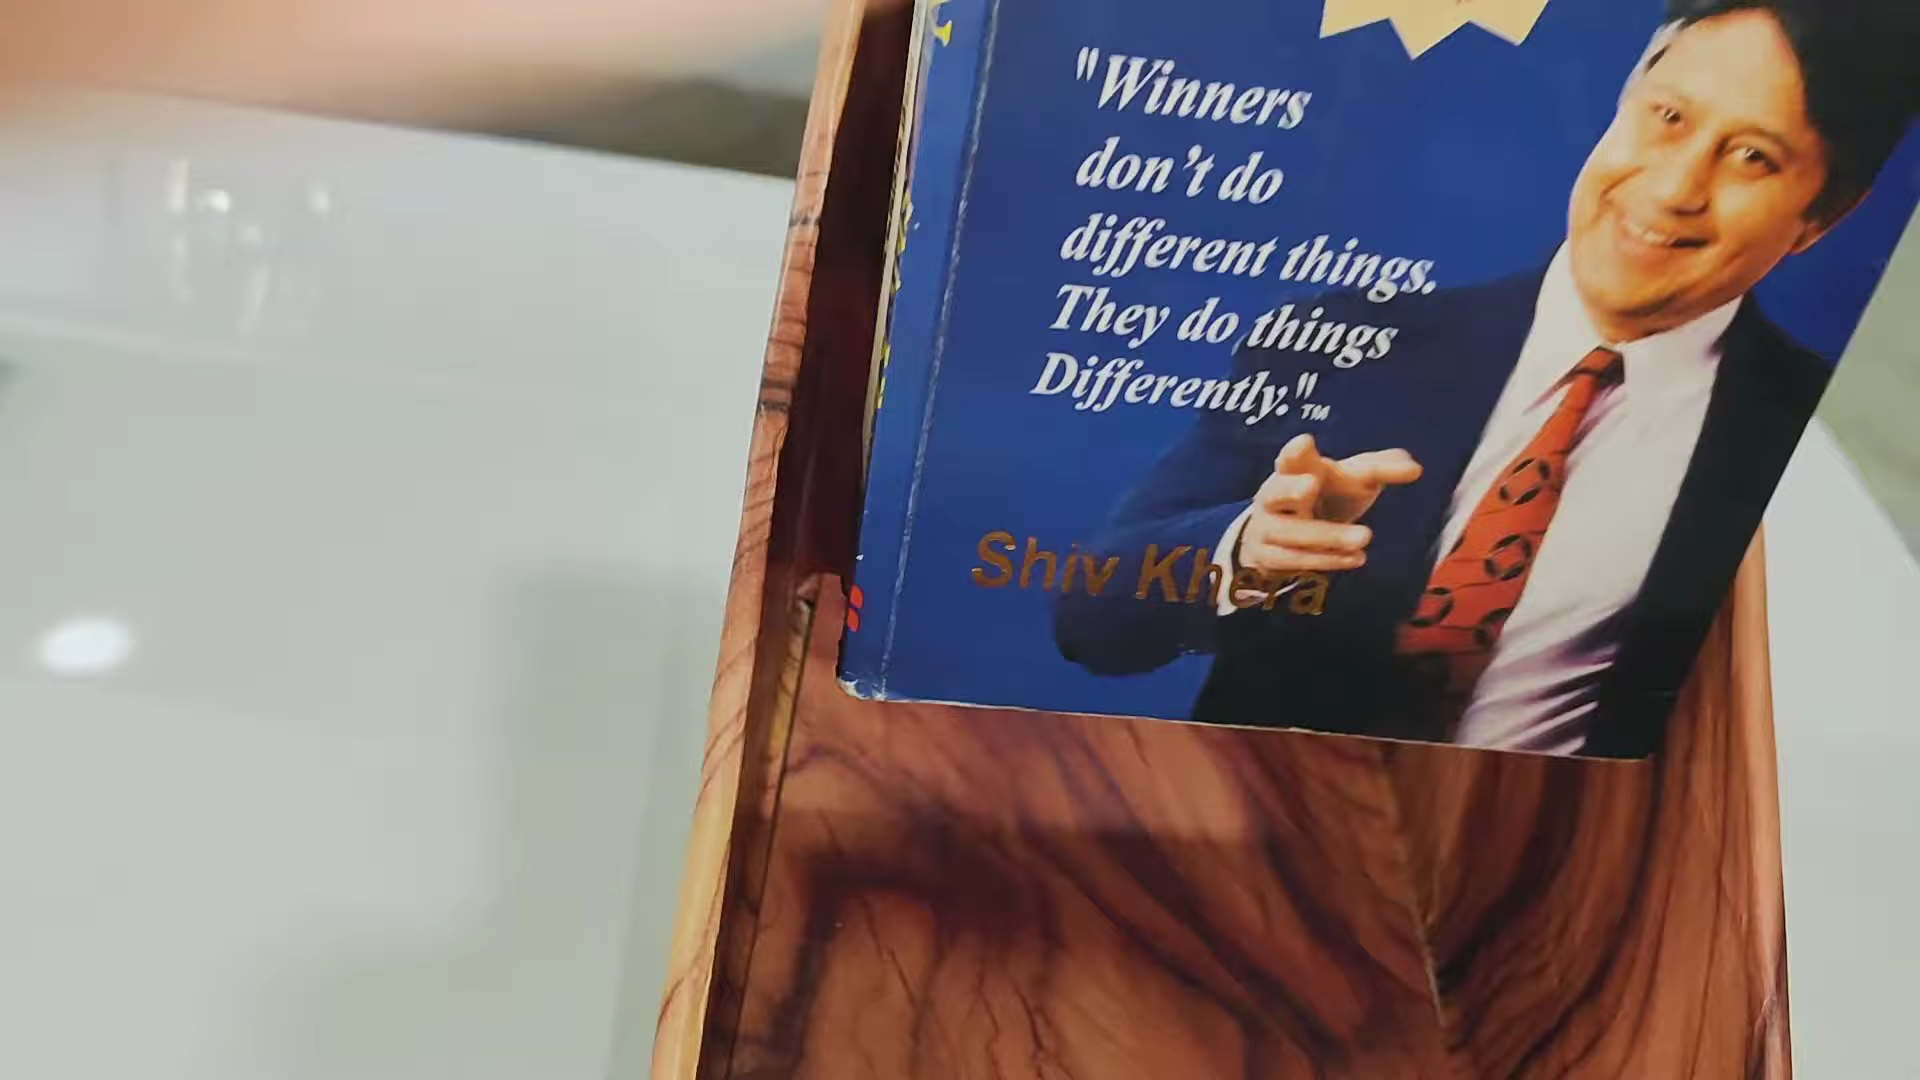 "Winners
don't do
different things.
They do things
Differently."™
Shiv Khera